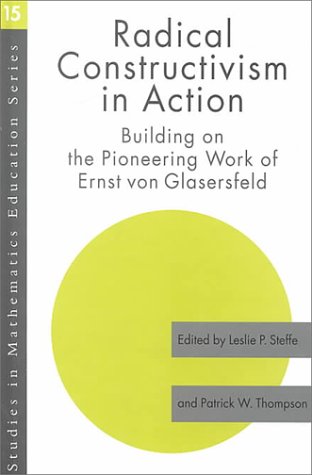 15
Studies in Mathematics Education Series
Radical
Constructivism
in Action
Building on
the Pioneering Work of
Ernst von Glasersfeld
Edited by Leslie P. Steffe
and Patrick W. Thompson